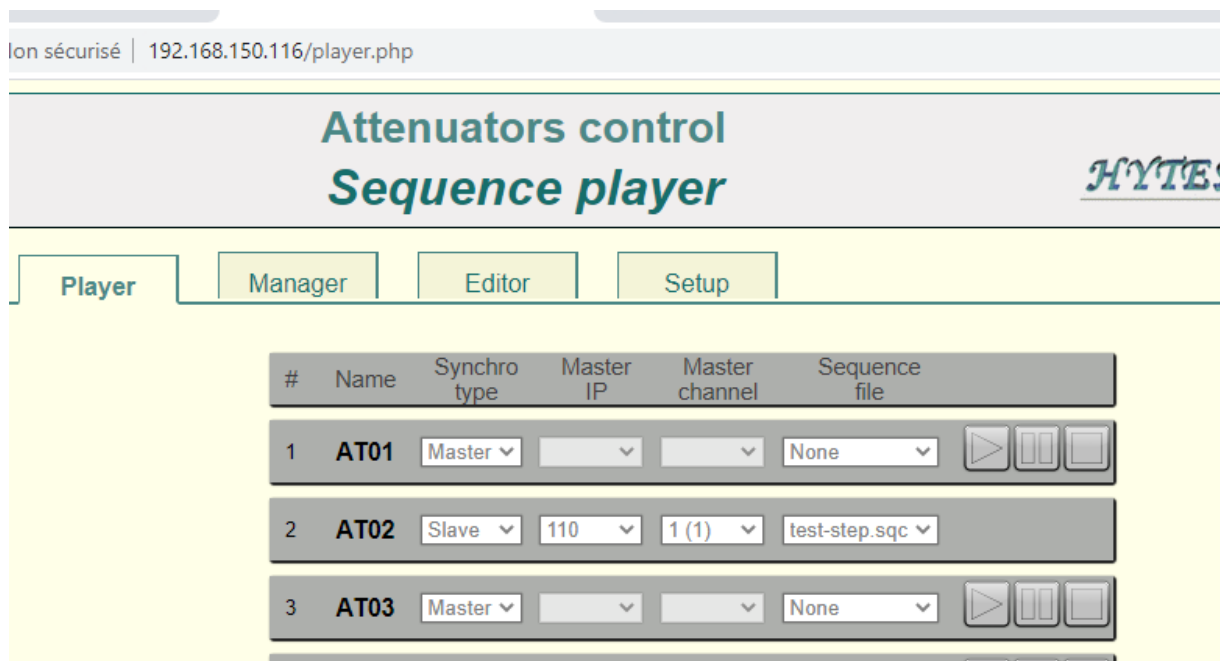 sécurisé 192.168.150.116/player.php
Attenuators control
Sequence player
Player Manager Editor Setup
# Name Synchro type Master IP Master channel Sequence file
1 AT01 Master None
2 AT02 Slave 110 1 (1) test-step.sqc
3 AT03 Master None